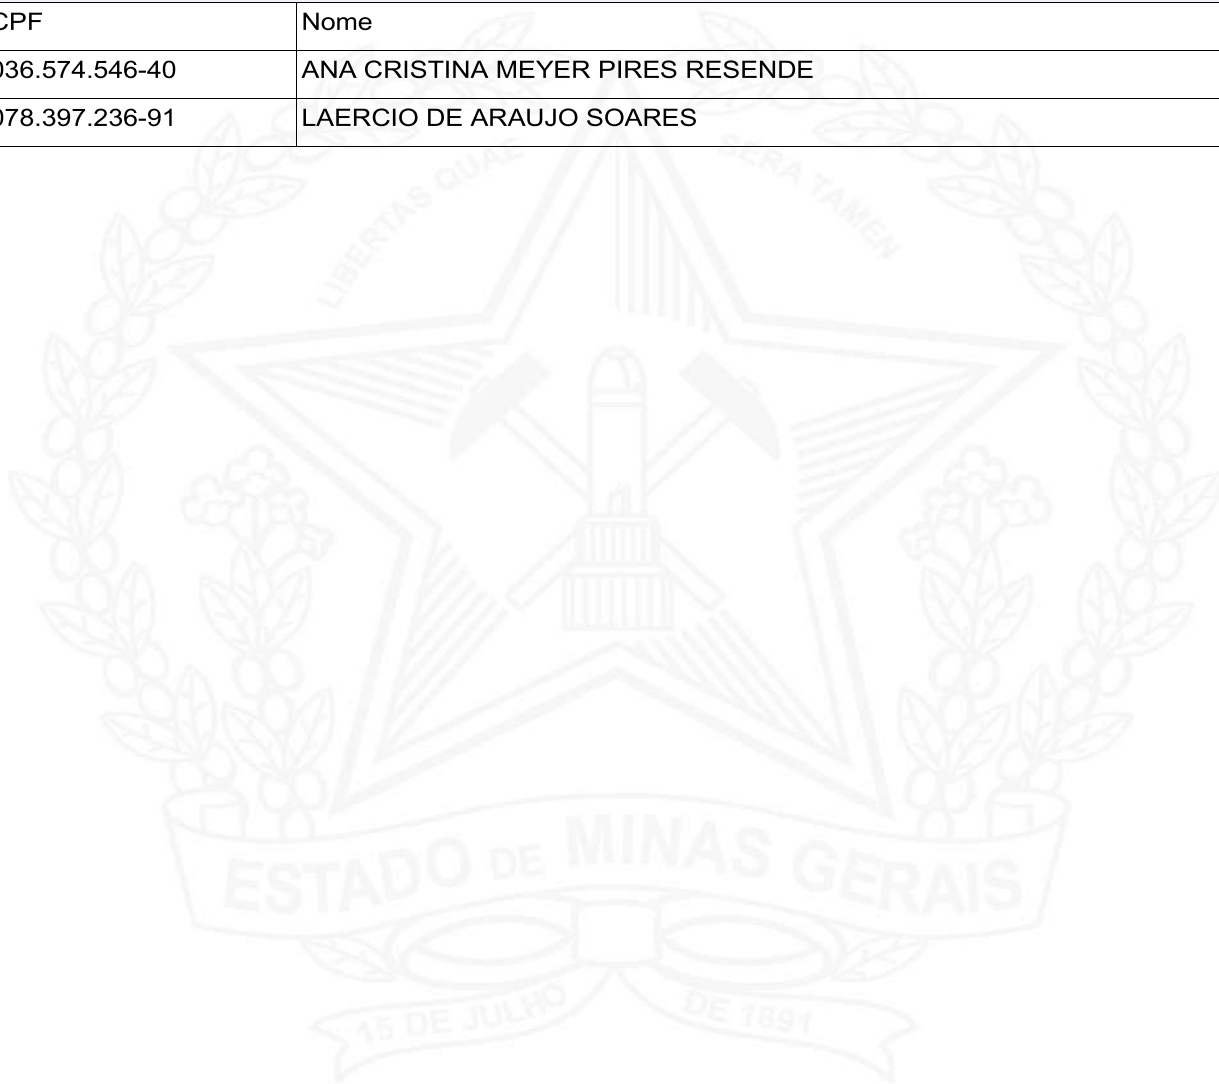 CPF Nome
036.574.546-40 ANA CRISTINA MEYER PIRES RESENDE
078.397.236-91 LAERCIO DE ARAUJO SOARES
LIBERTAS QUAE SERA TAMEN
ESTADO DE MINAS GERAIS
15 DE JULHO DE 1891